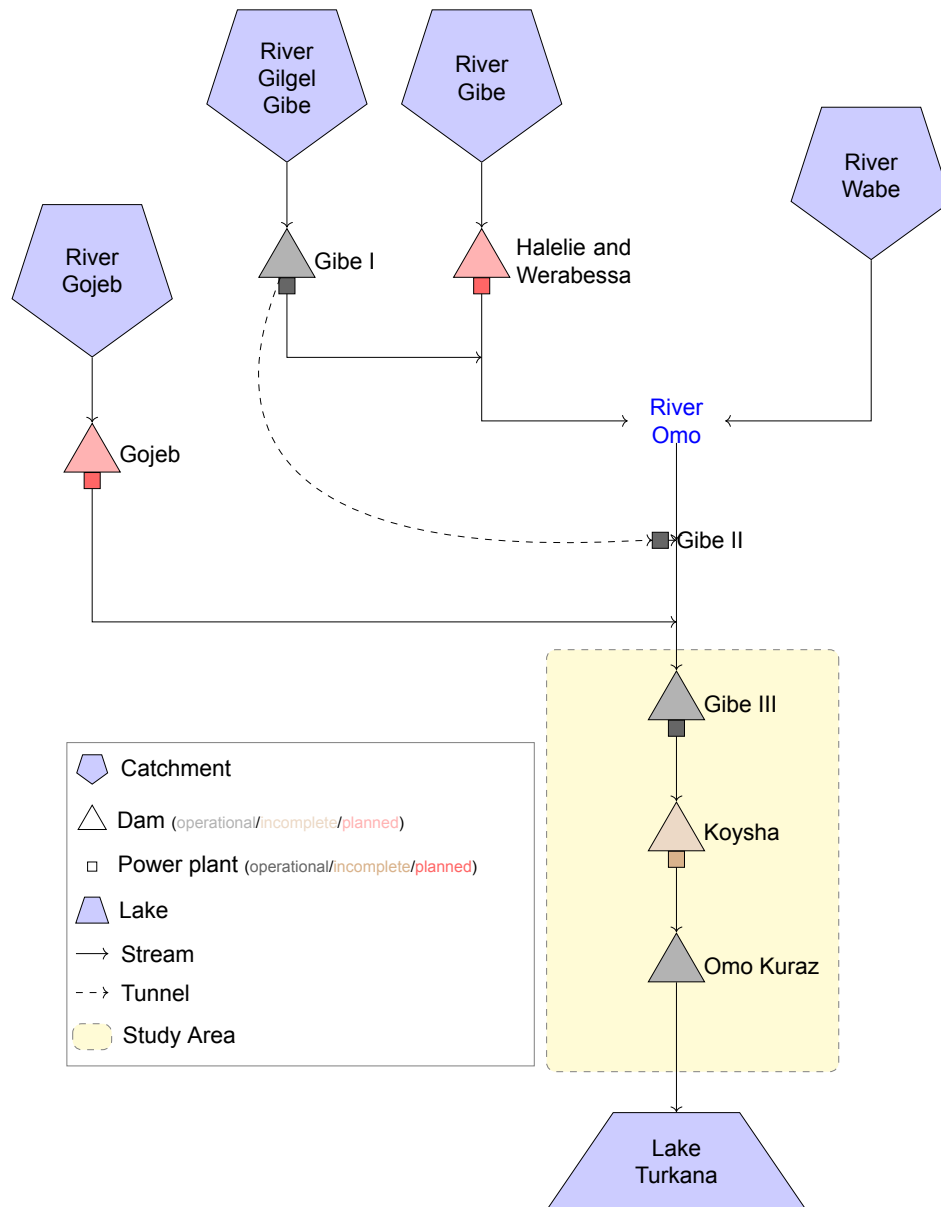 River
Gilgel
Gibe
River
Gibe
River
Wabe
River
Gojeb
Gibe I
Halelie and
Werabessa
River
Omo
Gojeb
Gibe II
Gibe III
Koysha
Omo Kuraz
Catchment
Dam (operational/incomplete/planned)
Power plant (operational/incomplete/planned)
Lake
Stream
Tunnel
Study Area
Lake
Turkana